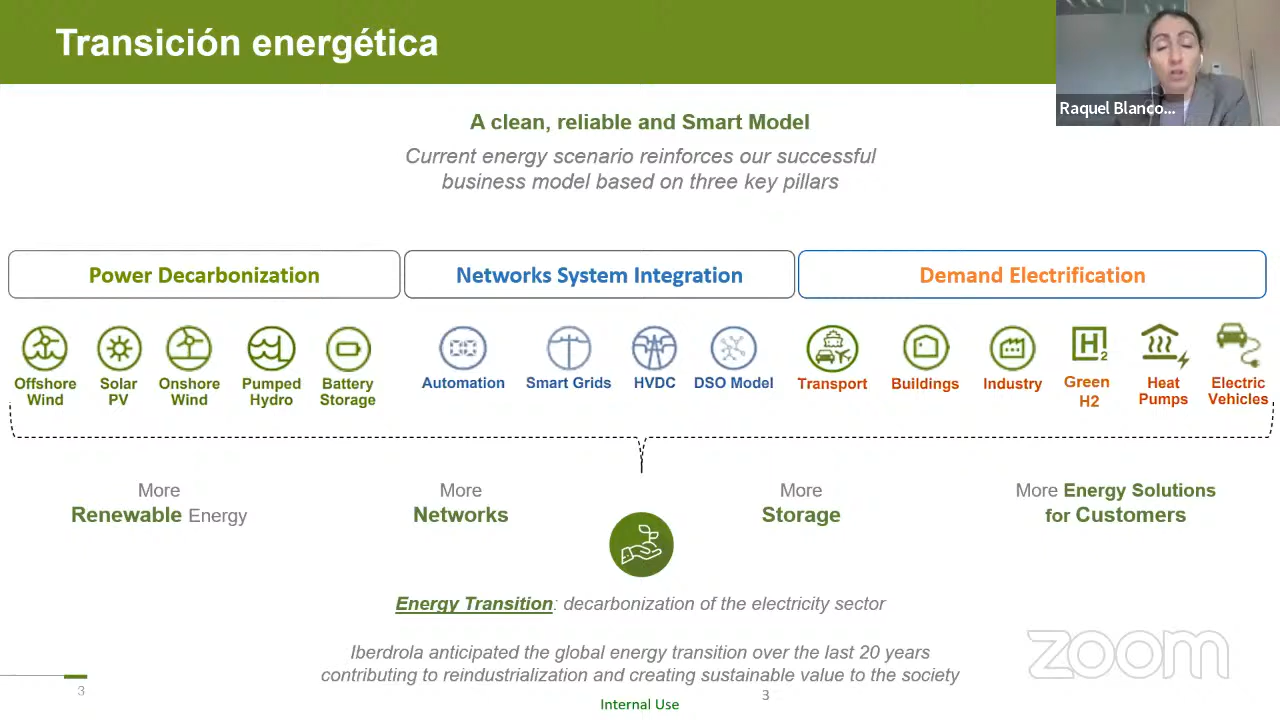 Transición energética
Raquel Blanco...
A clean, reliable and Smart Model
Current energy scenario reinforces our successful
business model based on three key pillars
Power Decarbonization
Networks System Integration
Demand Electrification
Offshore
Wind
Solar
PV
Onshore
Wind
Pumped
Hydro
Battery
Storage
Automation
Smart Grids
HVDC
DSO Model
Transport
Buildings
Industry
H2
Green
H2
Heat
Pumps
Electric
Vehicles
More
Renewable Energy
More
Networks
More
Storage
More Energy Solutions
for Customers
Energy Transition: decarbonization of the electricity sector
Iberdrola anticipated the global energy transition over the last 20 years
contributing to reindustrialization and creating sustainable value to the society
zoom
3
3
Internal Use